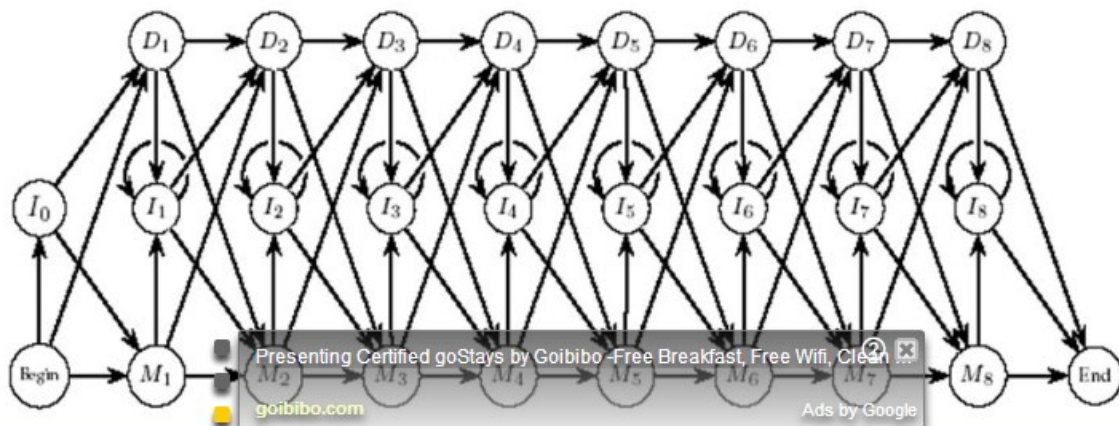 D1 D2 D3 D4 D5 D6 D7 D8
I0 I1 I2 I3 I4 I5 I6 I7 I8
Begin M1 M2 M3 M4 M5 M6 M7 M8 End
Presenting Certified goStays by Goibibo -Free Breakfast, Free Wifi, Clean ...
goibibo.com Ads by Google